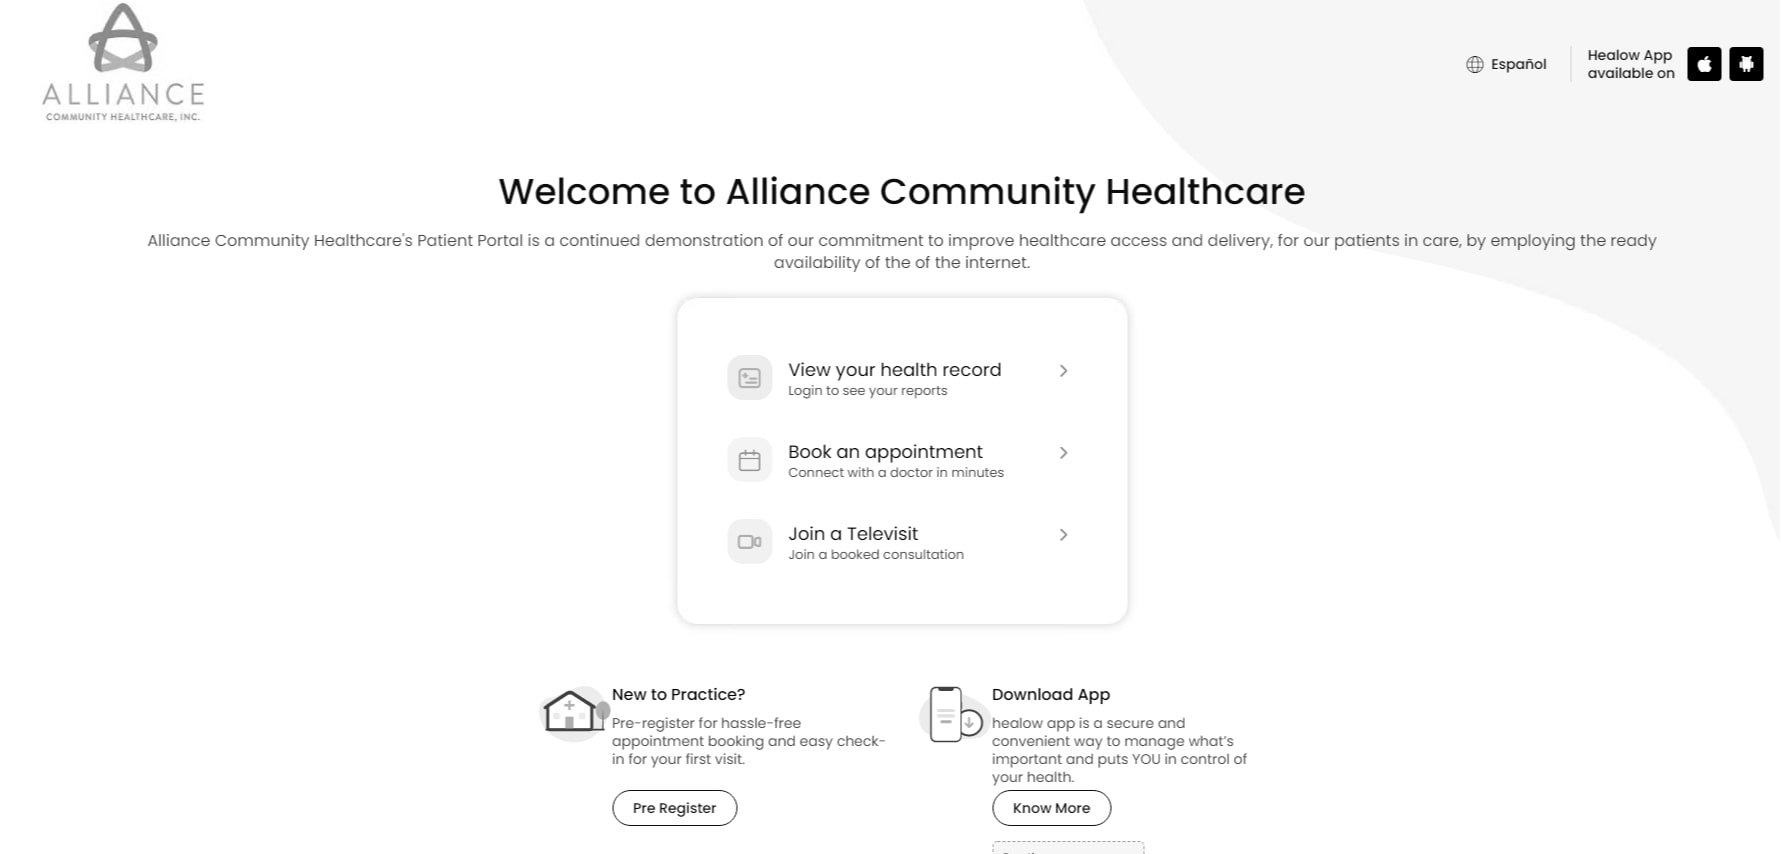 ALLIANCE
COMMUNITY HEALTHCARE, INC.
Español
Healow App
available on
Welcome to Alliance Community Healthcare
Alliance Community Healthcare's Patient Portal is a continued demonstration of our commitment to improve healthcare access and delivery, for our patients in care, by employing the ready
availability of the of the internet.
View your health record
Login to see your reports
Book an appointment
Connect with a doctor in minutes
Join a Televisit
Join a booked consultation
New to Practice?
Pre-register for hassle-free
appointment booking and easy check-
in for your first visit.
Pre Register
Download App
healow app is a secure and
convenient way to manage what's
important and puts YOU in control of
your health.
Know More